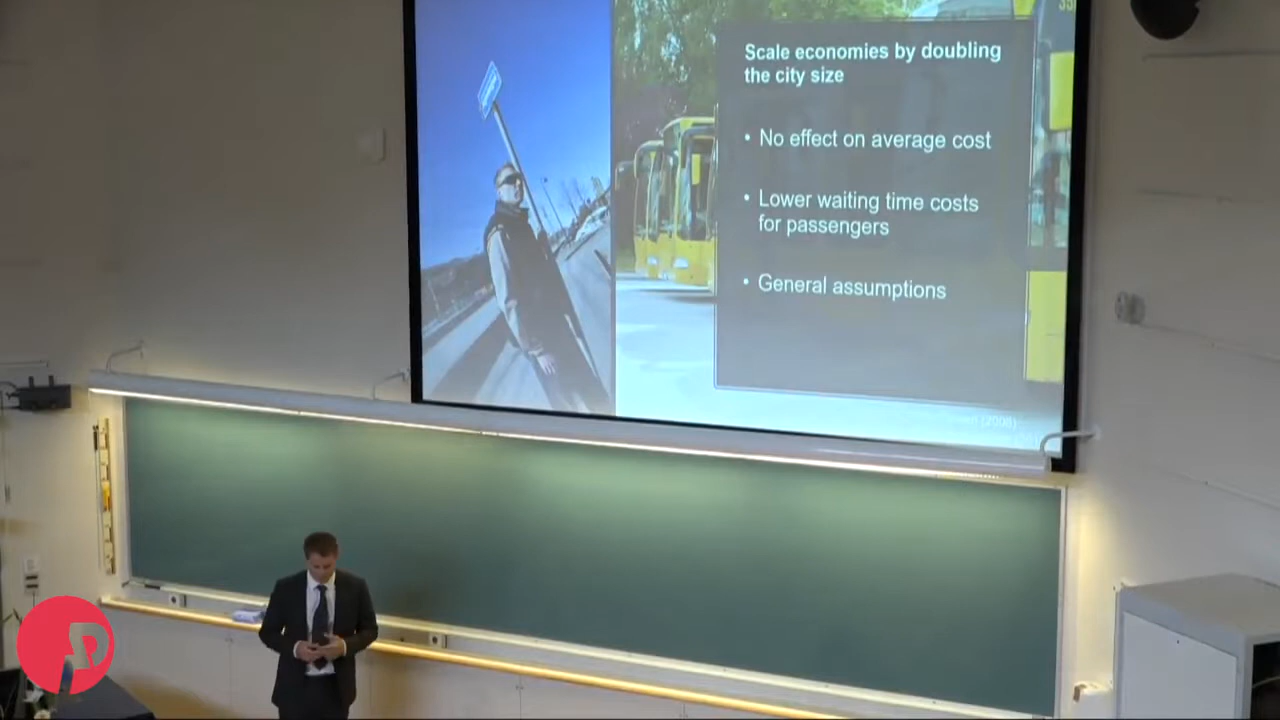 Scale economies by doubling
the city size
• No effect on average cost
• Lower waiting time costs
for passengers
• General assumptions
(2008)